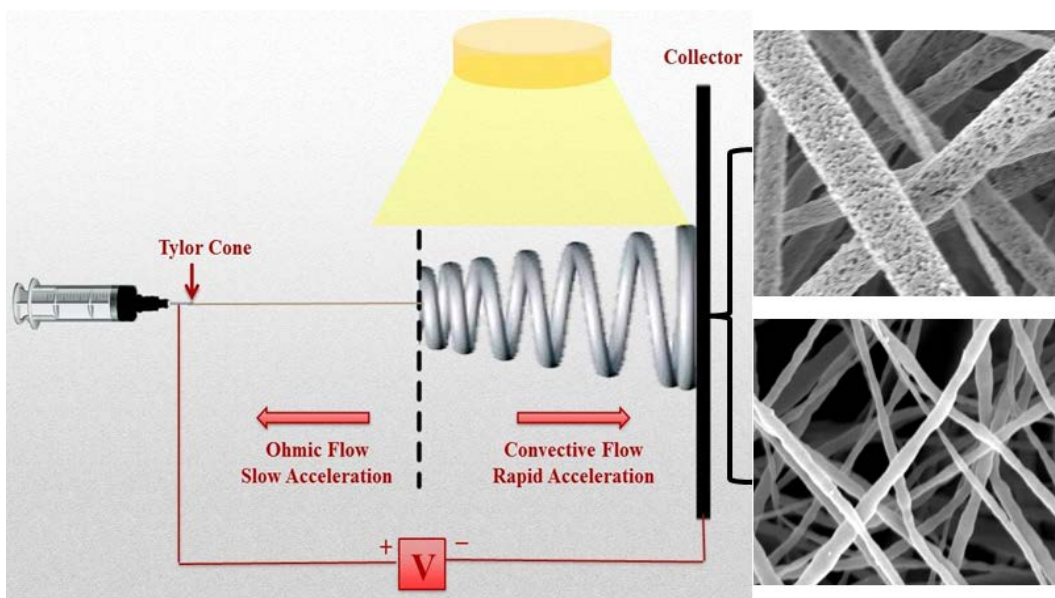 Collector
Tylor Cone
Ohmic Flow
Slow Acceleration
Convective Flow
Rapid Acceleration
+ V −